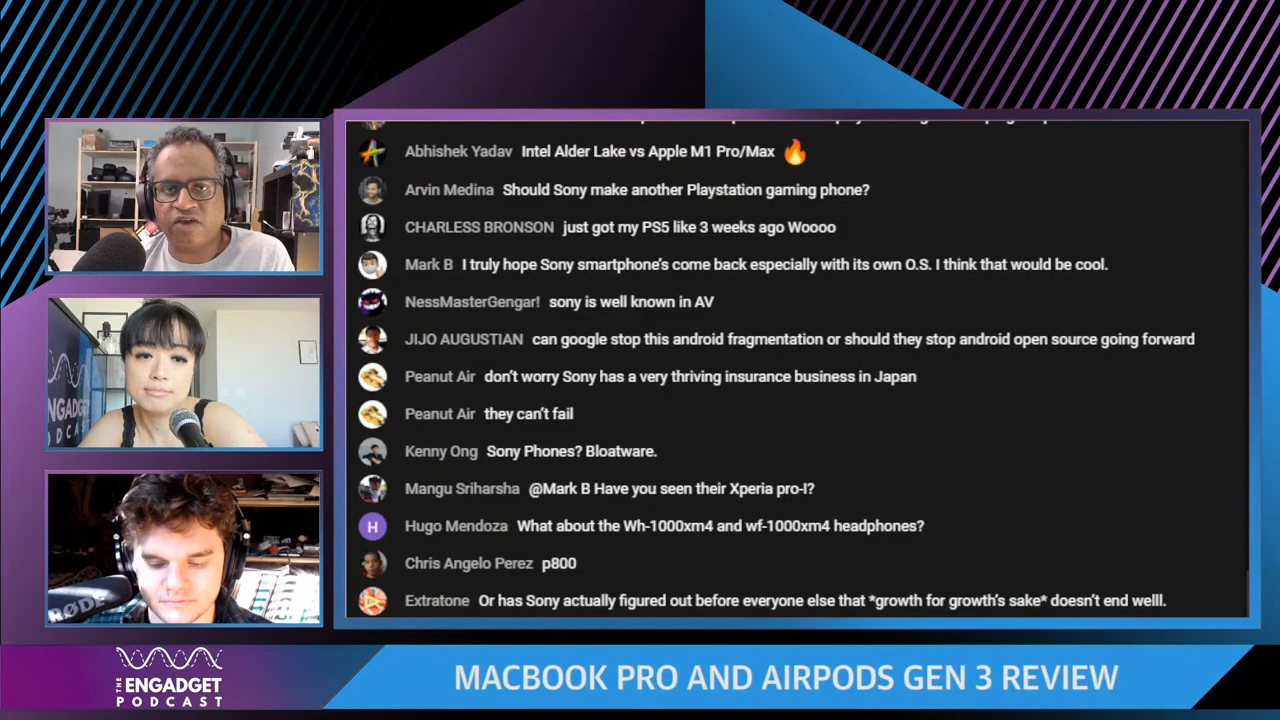 Abhishek Yadav Intel Alder Lake vs Apple M1 Pro/Max 🔥
Arvin Medina Should Sony make another Playstation gaming phone?
CHARLESS BRONSON just got my PS5 like 3 weeks ago Woooo
Mark B I truly hope Sony smartphone's come back especially with its own O.S. I think that would be cool.
NessMasterGengar! sony is well known in AV
JIJO AUGUSTIAN can google stop this android fragmentation or should they stop android open source going forward
Peanut Air don't worry Sony has a very thriving insurance business in Japan
Peanut Air they can't fail
Kenny Ong Sony Phones? Bloatware.
Mangu Sriharsha @Mark B Have you seen their Xperia pro-I?
H Hugo Mendoza What about the Wh-1000xm4 and wf-1000xm4 headphones?
Chris Angelo Perez p800
Extratone Or has Sony actually figured out before everyone else that *growth for growth's sake* doesn't end welll.
NGADGET
PODCAS
RØDE
THE ENGADGET
PODCAST
MACBOOK PRO AND AIRPODS GEN 3 REVIEW